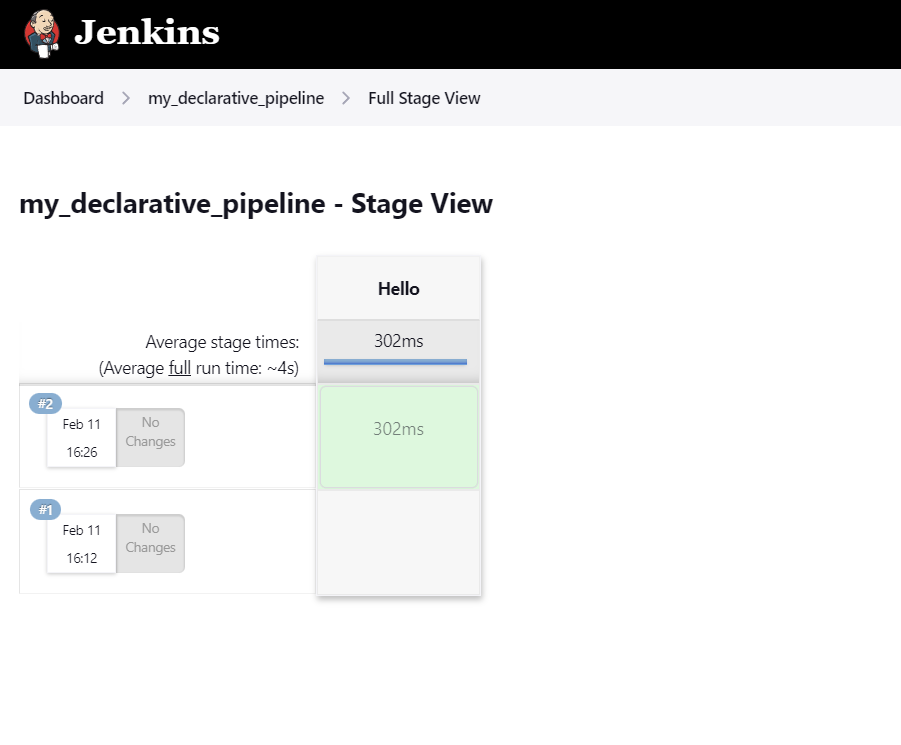 Jenkins
Dashboard > my_declarative_pipeline > Full Stage View
my_declarative_pipeline - Stage View
Hello
Average stage times:
(Average full run time: ~4s)
302ms
#2
Feb 11
16:26
No
Changes
302ms
#1
Feb 11
16:12
No
Changes